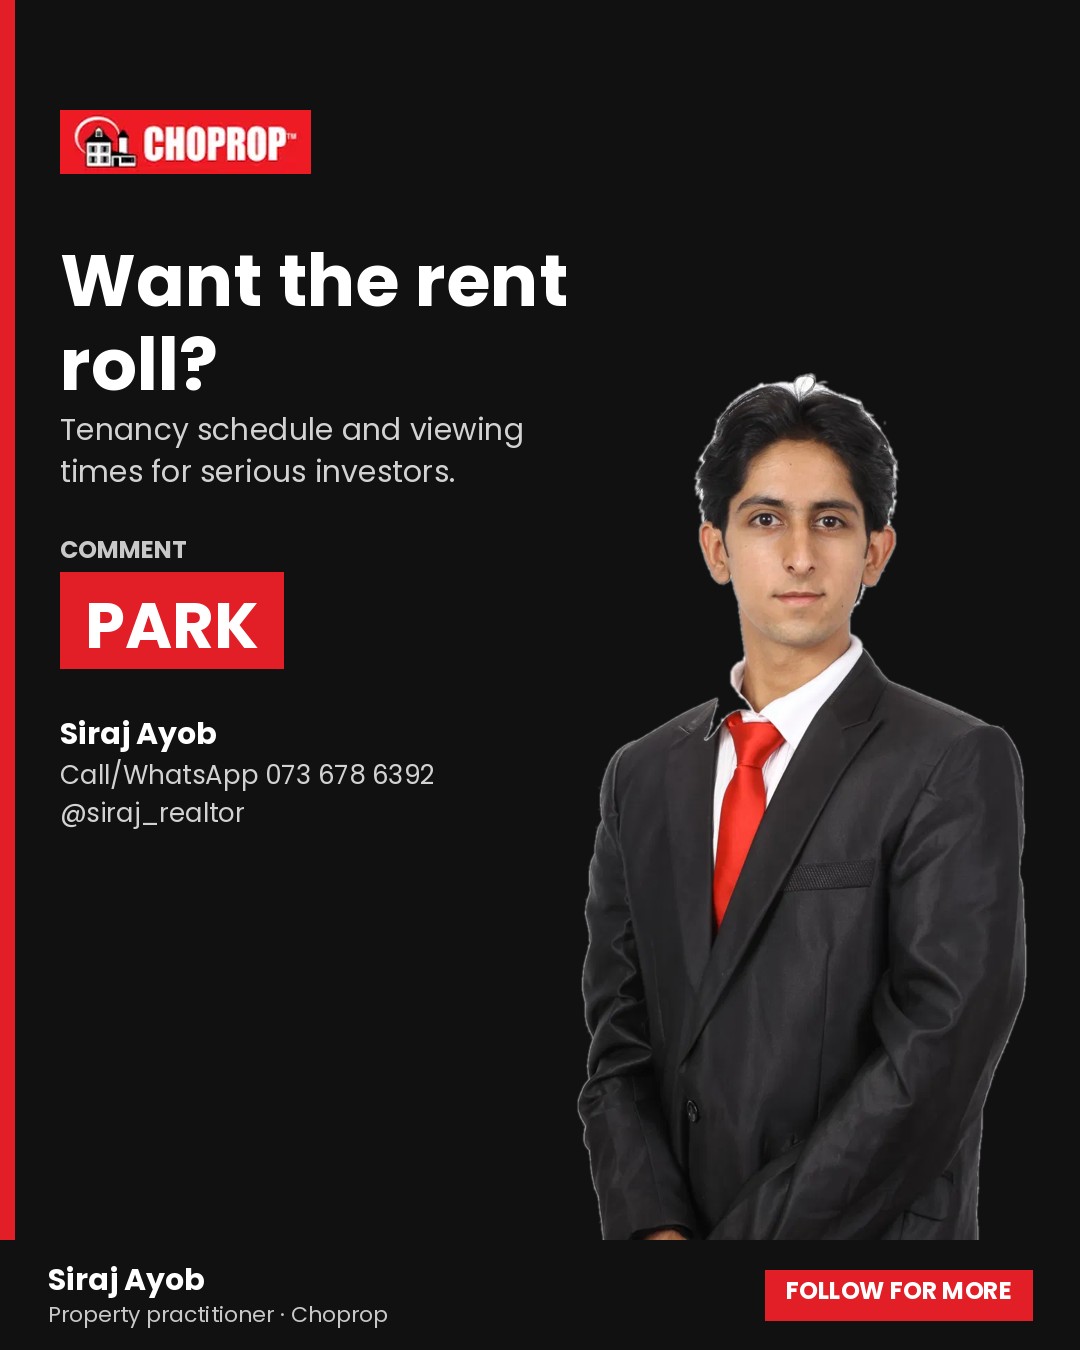 CHOPROP™
Want the rent
roll?
Tenancy schedule and viewing
times for serious investors.
COMMENT
PARK
Siraj Ayob
Call/WhatsApp 073 678 6392
@siraj_realtor
Siraj Ayob
Property practitioner · Choprop
FOLLOW FOR MORE